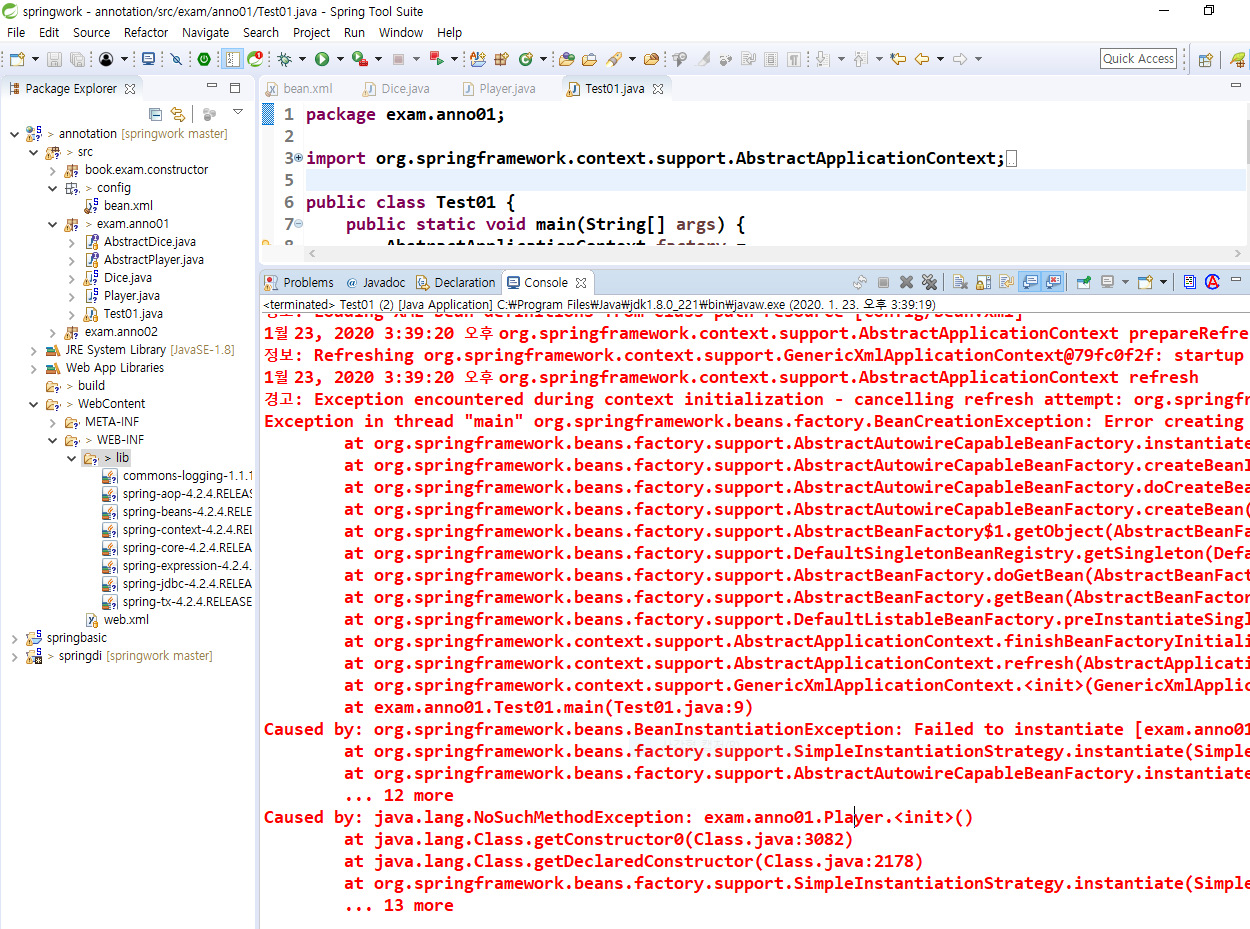 springwork - annotation/src/exam/anno01/Test01.java - Spring Tool Suite
File Edit Source Refactor Navigate Search Project Run Window Help
Quick Access
Package Explorer
bean.xml Dice.java Player.java Test01.java
> annotation [springwork master]
> src
book.exam.constructor
> config
bean.xml
> exam.anno01
AbstractDice.java
AbstractPlayer.java
Dice.java
Player.java
Test01.java
exam.anno02
JRE System Library [JavaSE-1.8]
Web App Libraries
> build
> WebContent
META-INF
> WEB-INF
> lib
commons-logging-1.1.1
spring-aop-4.2.4.RELEAS
spring-beans-4.2.4.RELE
spring-context-4.2.4.REL
spring-core-4.2.4.RELEA
spring-expression-4.2.4.
spring-jdbc-4.2.4.RELEA
spring-tx-4.2.4.RELEASE
web.xml
springbasic
> springdi [springwork master]
1 package exam.anno01;
2
3 import org.springframework.context.support.AbstractApplicationContext;
5
6 public class Test01 {
7 public static void main(String[] args) {
8 AbstractApplicationContext factory =
Problems @ Javadoc Declaration Console
<terminated> Test01 (2) [Java Application] C:₩Program Files₩Java₩jdk1.8.0_221₩bin₩javaw.exe (2020. 1. 23. 오후 3:39:19)
정보: Loading XML bean definitions from class path resource [config/bean.xml]
1월 23, 2020 3:39:20 오후 org.springframework.context.support.AbstractApplicationContext prepareRefre
정보: Refreshing org.springframework.context.support.GenericXmlApplicationContext@79fc0f2f: startup
1월 23, 2020 3:39:20 오후 org.springframework.context.support.AbstractApplicationContext refresh
경고: Exception encountered during context initialization - cancelling refresh attempt: org.springfr
Exception in thread "main" org.springframework.beans.factory.BeanCreationException: Error creating
at org.springframework.beans.factory.support.AbstractAutowireCapableBeanFactory.instantiate
at org.springframework.beans.factory.support.AbstractAutowireCapableBeanFactory.createBeanI
at org.springframework.beans.factory.support.AbstractAutowireCapableBeanFactory.doCreateBea
at org.springframework.beans.factory.support.AbstractAutowireCapableBeanFactory.createBean(
at org.springframework.beans.factory.support.AbstractBeanFactory$1.getObject(AbstractBeanFa
at org.springframework.beans.factory.support.DefaultSingletonBeanRegistry.getSingleton(Defa
at org.springframework.beans.factory.support.AbstractBeanFactory.doGetBean(AbstractBeanFact
at org.springframework.beans.factory.support.AbstractBeanFactory.getBean(AbstractBeanFactor
at org.springframework.beans.factory.support.DefaultListableBeanFactory.preInstantiateSingl
at org.springframework.context.support.AbstractApplicationContext.finishBeanFactoryInitiali
at org.springframework.context.support.AbstractApplicationContext.refresh(AbstractApplicati
at org.springframework.context.support.GenericXmlApplicationContext.<init>(GenericXmlApplic
at exam.anno01.Test01.main(Test01.java:9)
Caused by: org.springframework.beans.BeanInstantiationException: Failed to instantiate [exam.anno01
at org.springframework.beans.factory.support.SimpleInstantiationStrategy.instantiate(Simple
at org.springframework.beans.factory.support.AbstractAutowireCapableBeanFactory.instantiate
... 12 more
Caused by: java.lang.NoSuchMethodException: exam.anno01.Player.<init>()
at java.lang.Class.getConstructor0(Class.java:3082)
at java.lang.Class.getDeclaredConstructor(Class.java:2178)
at org.springframework.beans.factory.support.SimpleInstantiationStrategy.instantiate(Simple
... 13 more